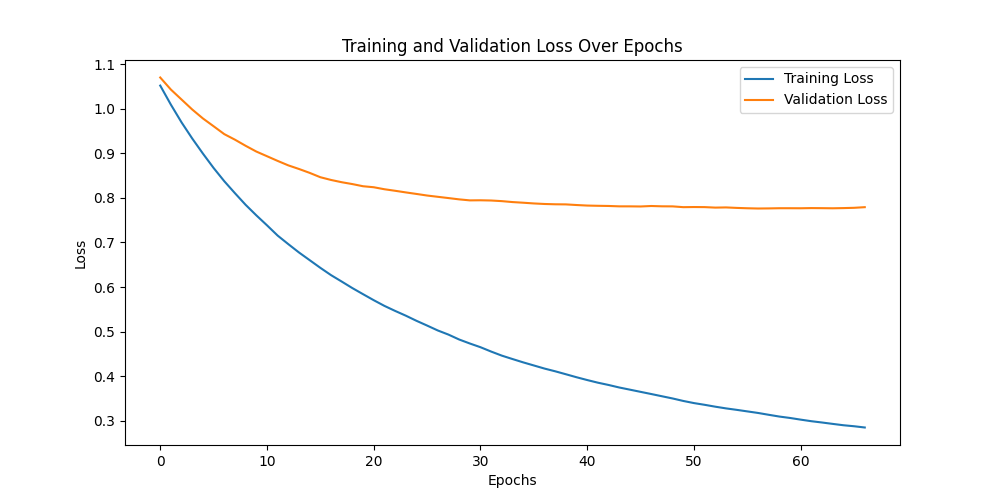 Training and Validation Loss Over Epochs
Training Loss
Validation Loss
1.1
1.0
0.9
0.8
0.7
0.6
0.5
0.4
0.3
Loss
0 10 20 30 40 50 60
Epochs